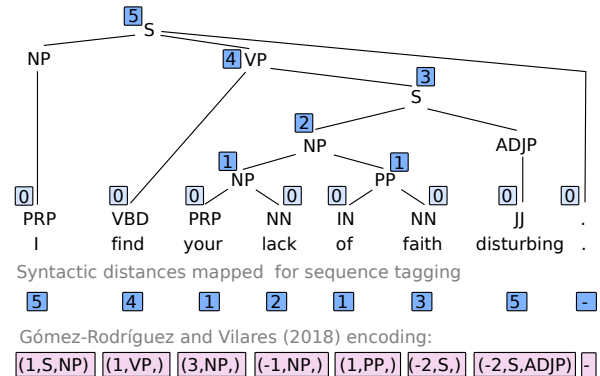 5 S
NP 4 VP 3
S
2
NP ADJP
1 NP PP 1
0 0 0 0 0 0 0 0
PRP VBD PRP NN IN NN JJ .
I find your lack of faith disturbing .
Syntactic distances mapped for sequence tagging
5 4 1 2 1 3 5 -
Gómez-Rodríguez and Vilares (2018) encoding:
(1,S,NP) (1,VP,) (3,NP,) (-1,NP,) (1,PP,) (-2,S,) (-2,S,ADJP) -